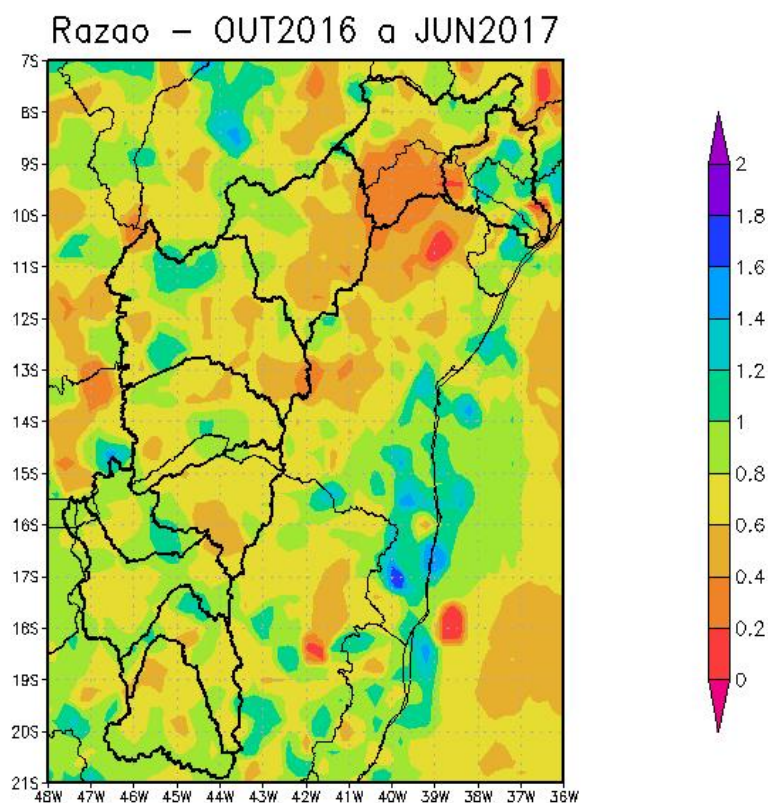 Razao – OUT2016 a JUN2017
7S
8S
9S
10S
11S
12S
13S
14S
15S
16S
17S
18S
19S
20S
21S
48W 47W 46W 45W 44W 43W 42W 41W 40W 39W 38W 37W 36W
2
1.8
1.6
1.4
1.2
1
0.8
0.6
0.4
0.2
0